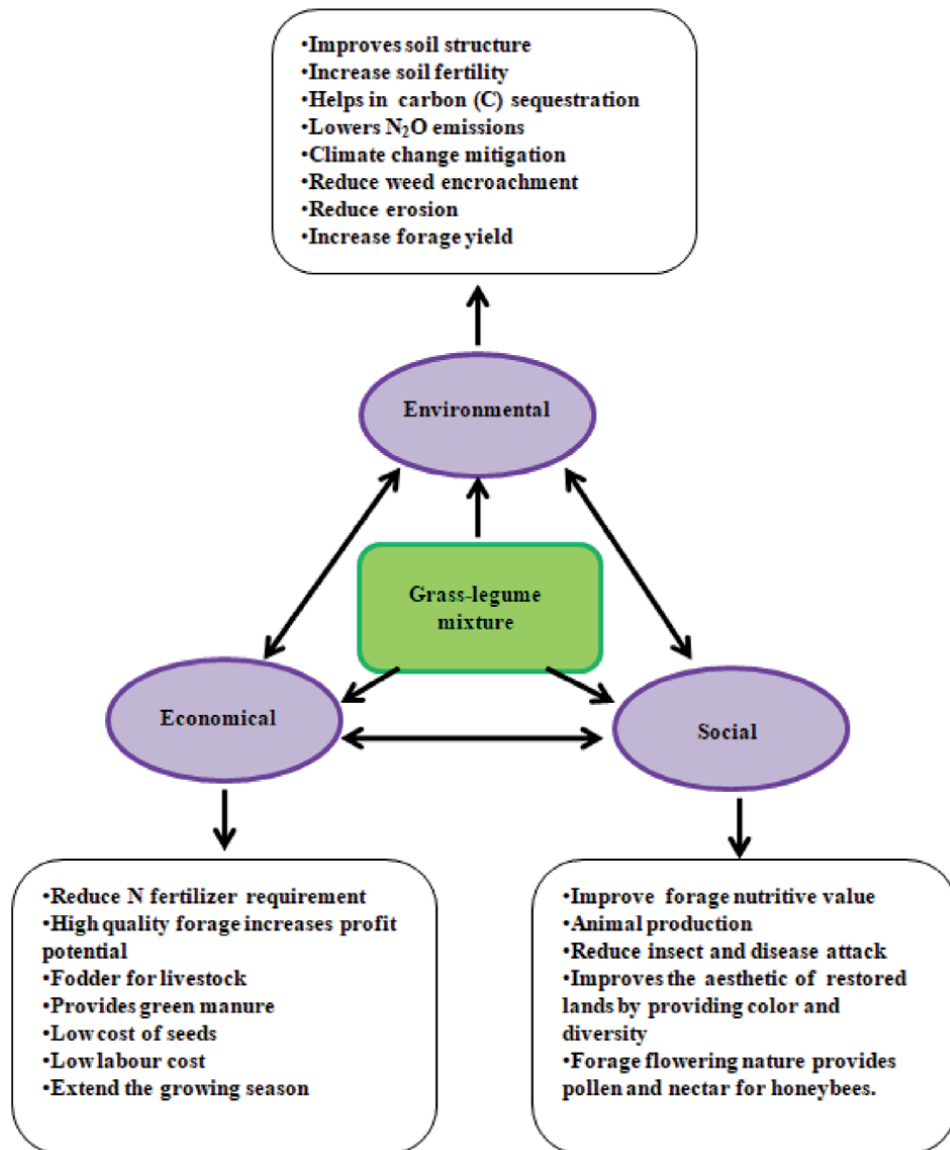 •Improves soil structure
•Increase soil fertility
•Helps in carbon (C) sequestration
•Lowers N₂O emissions
•Climate change mitigation
•Reduce weed encroachment
•Reduce erosion
•Increase forage yield
Environmental
Grass-legume
mixture
Economical
Social
•Reduce N fertilizer requirement
•High quality forage increases profit
potential
•Fodder for livestock
•Provides green manure
•Low cost of seeds
•Low labour cost
•Extend the growing season
•Improve forage nutritive value
•Animal production
•Reduce insect and disease attack
•Improves the aesthetic of restored
lands by providing color and
diversity
•Forage flowering nature provides
pollen and nectar for honeybees.